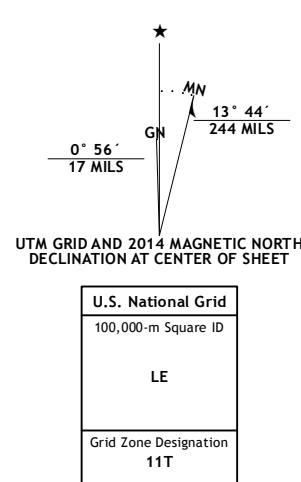 ★
MN
GN
13° 44´
244 MILS
0° 56´
17 MILS
UTM GRID AND 2014 MAGNETIC NORTH
DECLINATION AT CENTER OF SHEET
U.S. National Grid
100,000-m Square ID
LE
Grid Zone Designation
11T